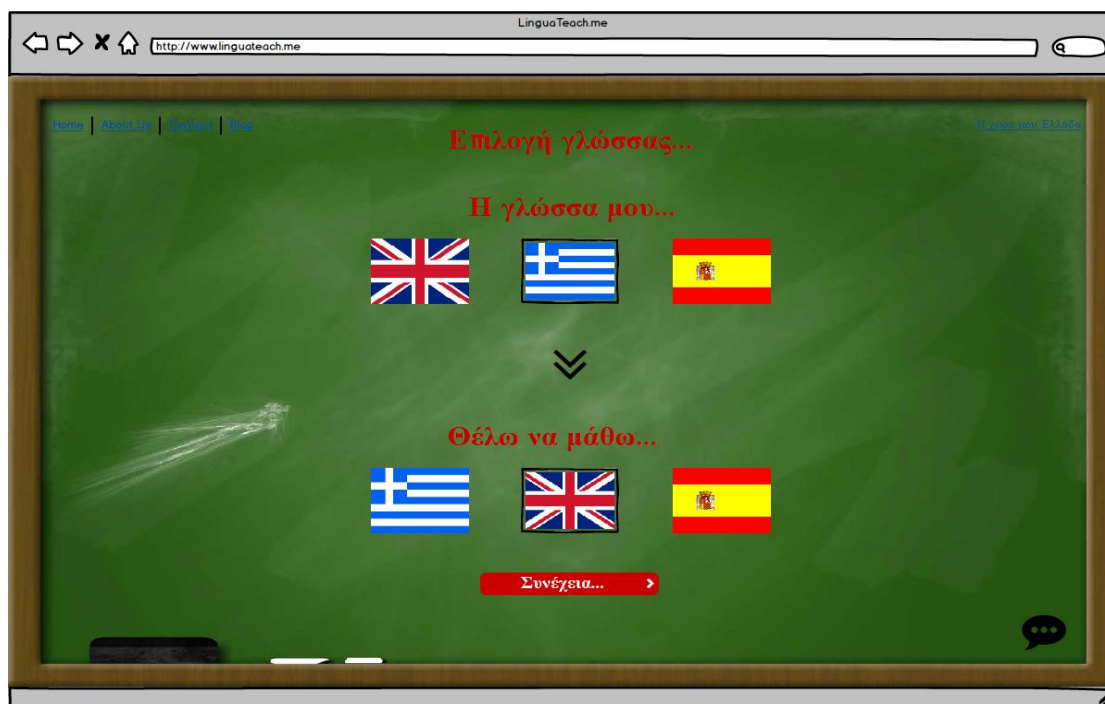 LinguaTeach.me
http://www.linguateach.me
Home | About Us | Contact | Blog
Η χώρα μου: Ελλάδα
Επιλογή γλώσσας...
Η γλώσσα μου...
Θέλω να μάθω...
Συνέχεια...